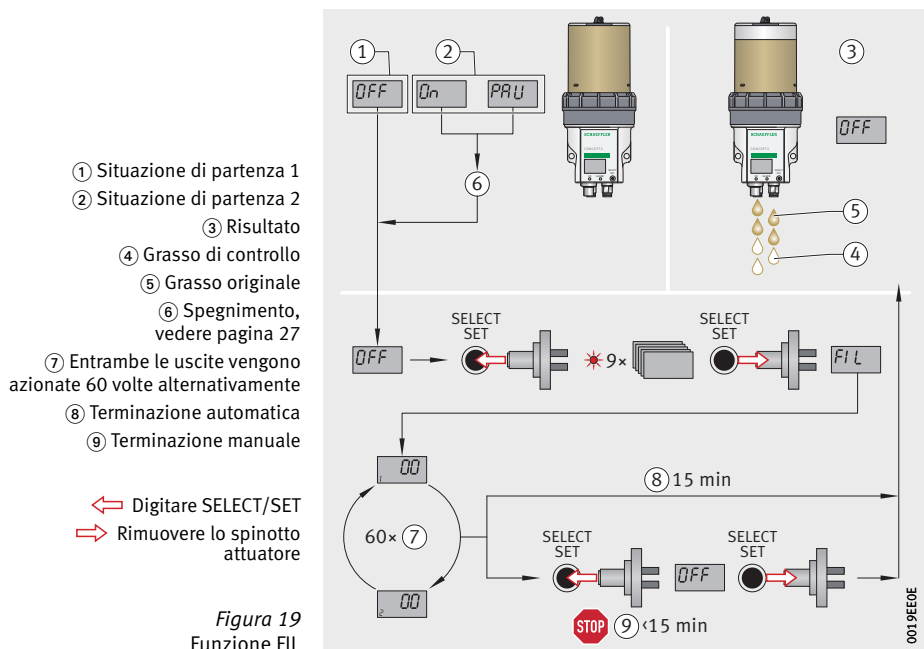 ① Situazione di partenza 1
② Situazione di partenza 2
③ Risultato
④ Grasso di controllo
⑤ Grasso originale
⑥ Spegnimento,
vedere pagina 27
⑦ Entrambe le uscite vengono
azionate 60 volte alternativamente
⑧ Terminazione automatica
⑨ Terminazione manuale
Digitare SELECT/SET
Rimuovere lo spinotto
attuatore
Figura 19
Funzione FIL
① ② ③
OFF On PAU
SCHAEFFLER SCHAEFFLER
OFF
⑥
⑤
④
SELECT
SET
SELECT
SET
OFF 9× FIL
1 00
⑧ 15 min
60× ⑦
SELECT
SET
SELECT
SET
OFF
2 00
STOP ⑨ <15 min
0019EE0E